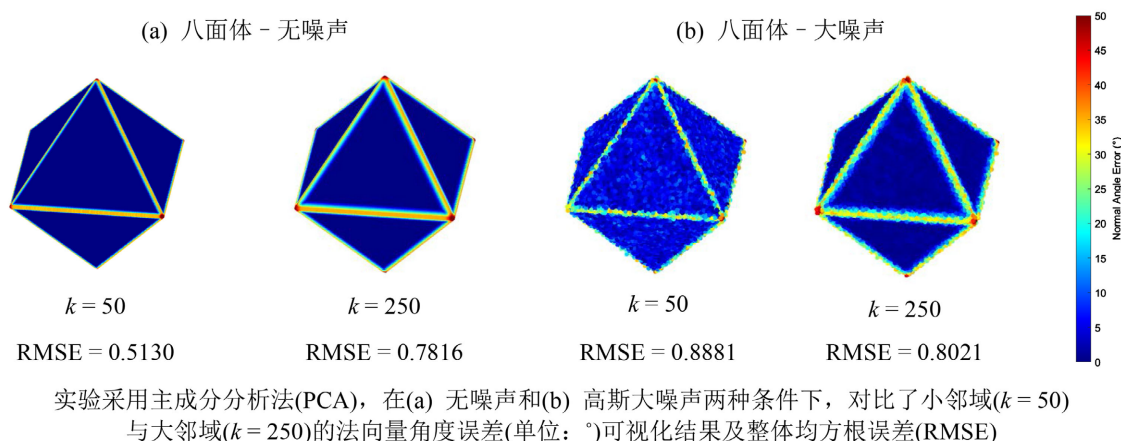 (a) 八面体 - 无噪声
(b) 八面体 - 大噪声
k = 50
k = 250
k = 50
k = 250
RMSE = 0.5130
RMSE = 0.7816
RMSE = 0.8881
RMSE = 0.8021
50
45
40
35
30
25
20
15
10
5
0
Normal Angle Error (°)
实验采用主成分分析法(PCA)，在(a) 无噪声和(b) 高斯大噪声两种条件下，对比了小邻域(k = 50)
与大邻域(k = 250)的法向量角度误差(单位：°)可视化结果及整体均方根误差(RMSE)